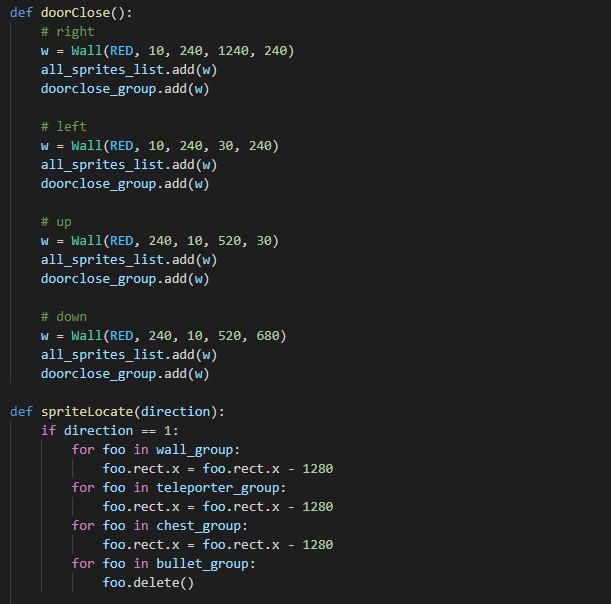 def doorClose():
    # right
    w = Wall(RED, 10, 240, 1240, 240)
    all_sprites_list.add(w)
    doorclose_group.add(w)

    # left
    w = Wall(RED, 10, 240, 30, 240)
    all_sprites_list.add(w)
    doorclose_group.add(w)

    # up
    w = Wall(RED, 240, 10, 520, 30)
    all_sprites_list.add(w)
    doorclose_group.add(w)

    # down
    w = Wall(RED, 240, 10, 520, 680)
    all_sprites_list.add(w)
    doorclose_group.add(w)

def spriteLocate(direction):
    if direction == 1:
        for foo in wall_group:
            foo.rect.x = foo.rect.x - 1280
        for foo in teleporter_group:
            foo.rect.x = foo.rect.x - 1280
        for foo in chest_group:
            foo.rect.x = foo.rect.x - 1280
        for foo in bullet_group:
            foo.delete()